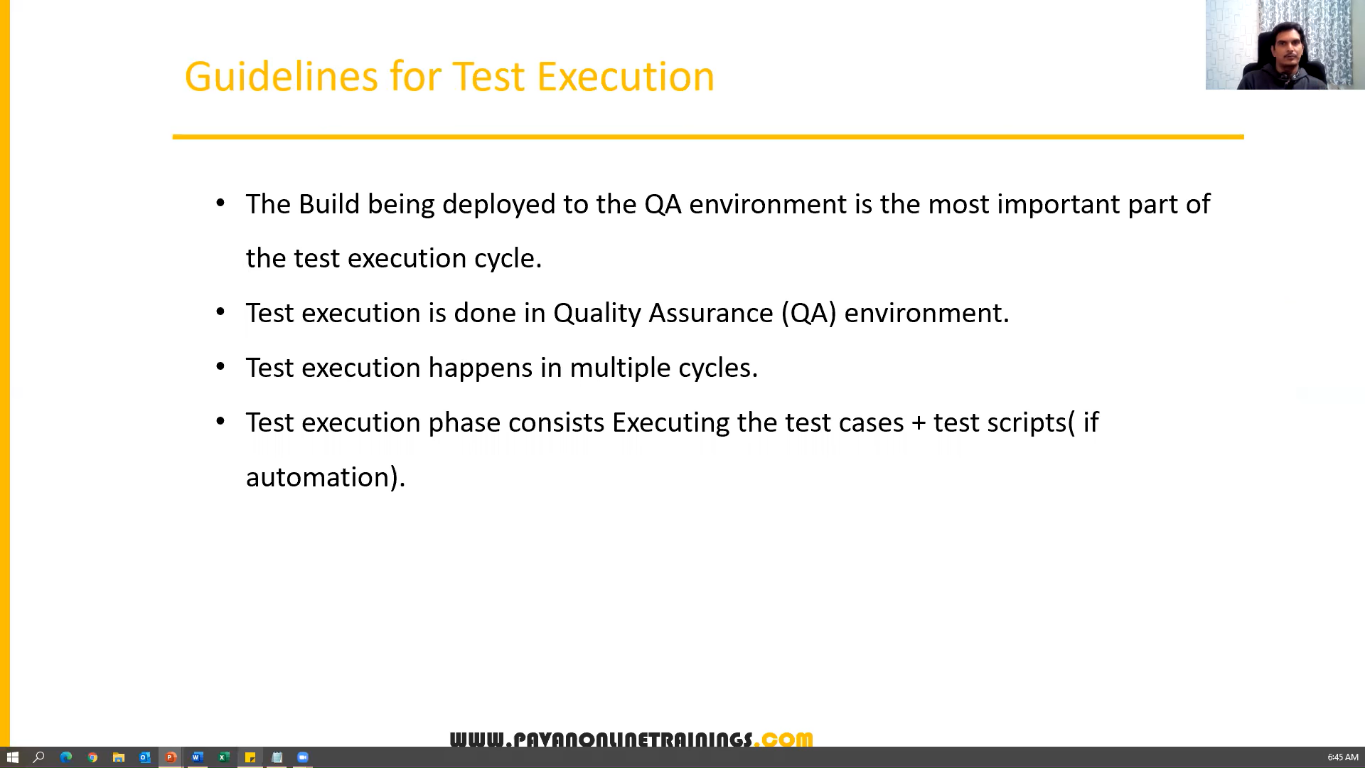 Guidelines for Test Execution
• The Build being deployed to the QA environment is the most important part of
the test execution cycle.
• Test execution is done in Quality Assurance (QA) environment.
• Test execution happens in multiple cycles.
• Test execution phase consists Executing the test cases + test scripts( if
automation).
WWW.PAVANONLINETRAININGS.COM
6:45 AM